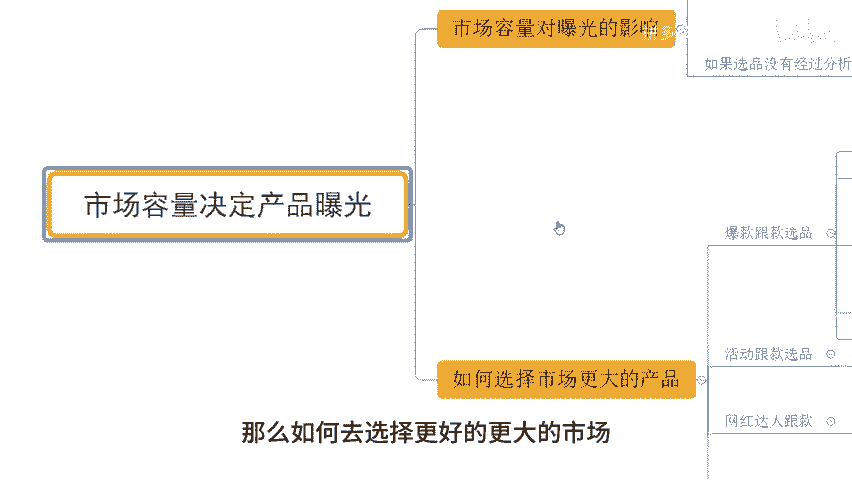 市场容量对曝光的影响
如果选品没有经过分析
市场容量决定产品曝光
爆款跟款选品
活动跟款选品
如何选择市场更大的产品
网红达人跟款
那么如何去选择更好的更大的市场